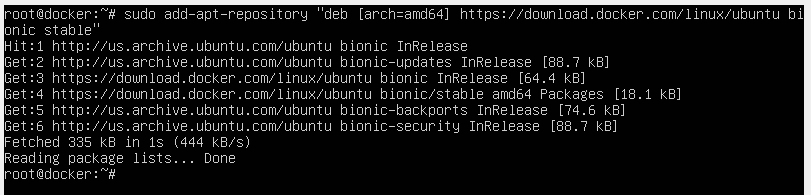 root@docker:~# sudo add-apt-repository "deb [arch=amd64] https://download.docker.com/linux/ubuntu bi
onic stable"
Hit:1 http://us.archive.ubuntu.com/ubuntu bionic InRelease
Get:2 http://us.archive.ubuntu.com/ubuntu bionic-updates InRelease [88.7 kB]
Get:3 https://download.docker.com/linux/ubuntu bionic InRelease [64.4 kB]
Get:4 https://download.docker.com/linux/ubuntu bionic/stable amd64 Packages [18.1 kB]
Get:5 http://us.archive.ubuntu.com/ubuntu bionic-backports InRelease [74.6 kB]
Get:6 http://us.archive.ubuntu.com/ubuntu bionic-security InRelease [88.7 kB]
Fetched 335 kB in 1s (444 kB/s)
Reading package lists... Done
root@docker:~#